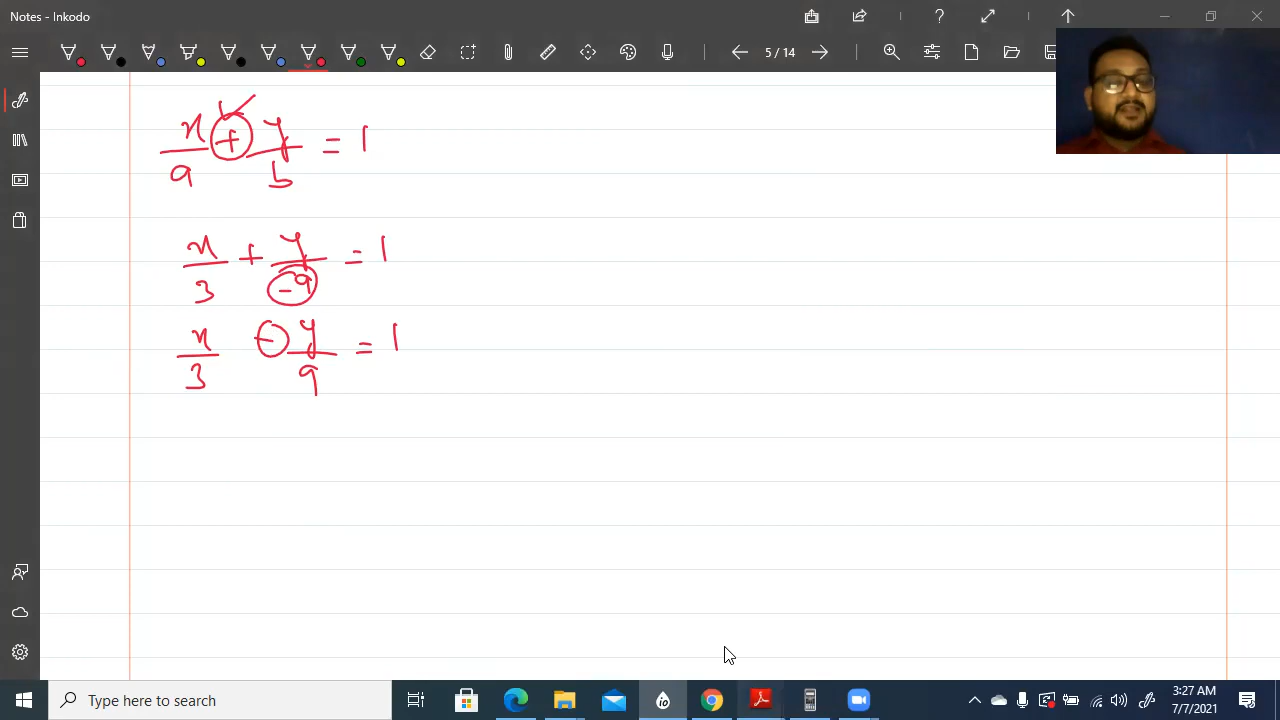 Notes - Inkodo
5 / 14
x/a + y/b = 1
x/3 + y/-9 = 1
x/3 - y/9 = 1
Type here to search
io
3:27 AM
7/7/2021